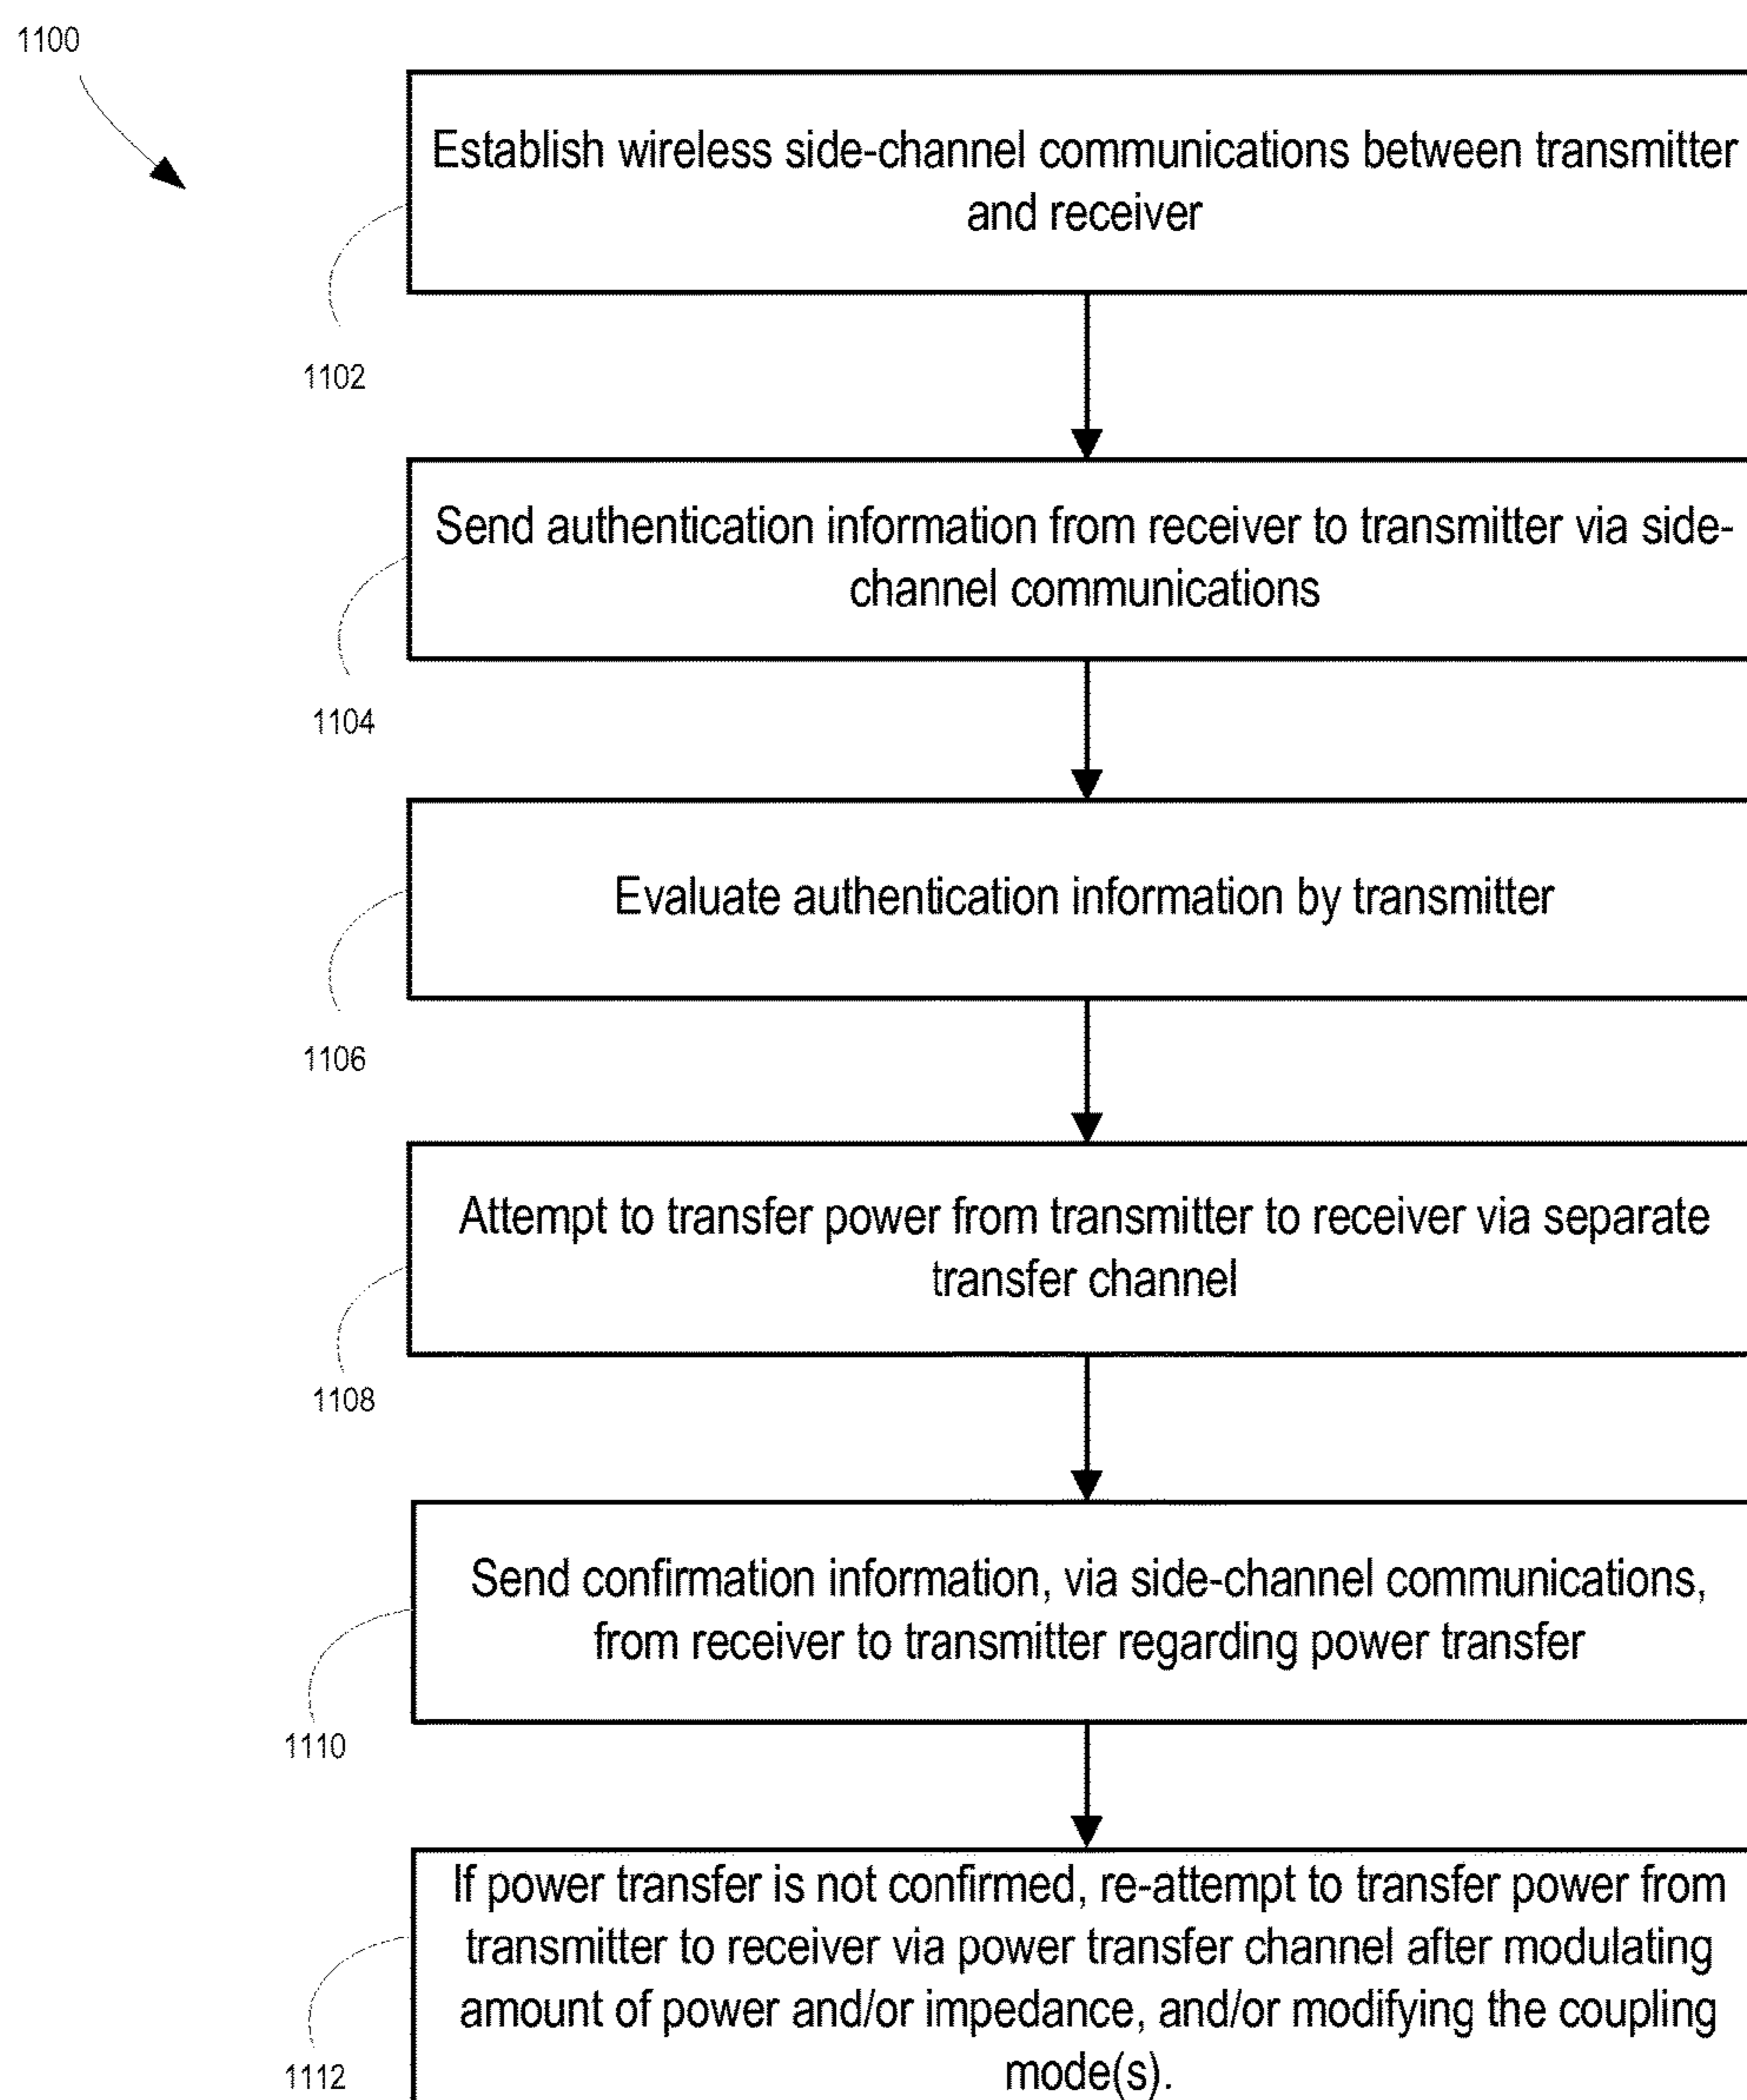 1100
Establish wireless side-channel communications between transmitter
and receiver
1102
Send authentication information from receiver to transmitter via side-
channel communications
1104
Evaluate authentication information by transmitter
1106
Attempt to transfer power from transmitter to receiver via separate
transfer channel
1108
Send confirmation information, via side-channel communications,
from receiver to transmitter regarding power transfer
1110
If power transfer is not confirmed, re-attempt to transfer power from
transmitter to receiver via power transfer channel after modulating
amount of power and/or impedance, and/or modifying the coupling
mode(s).
1112